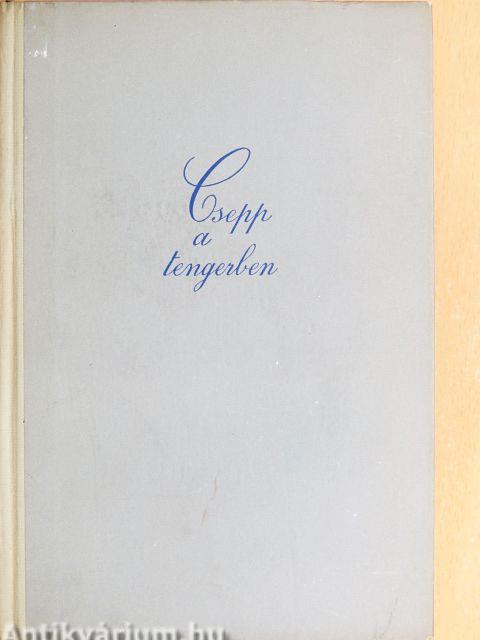 Csepp
a
tengerben
Antikvárium.hu